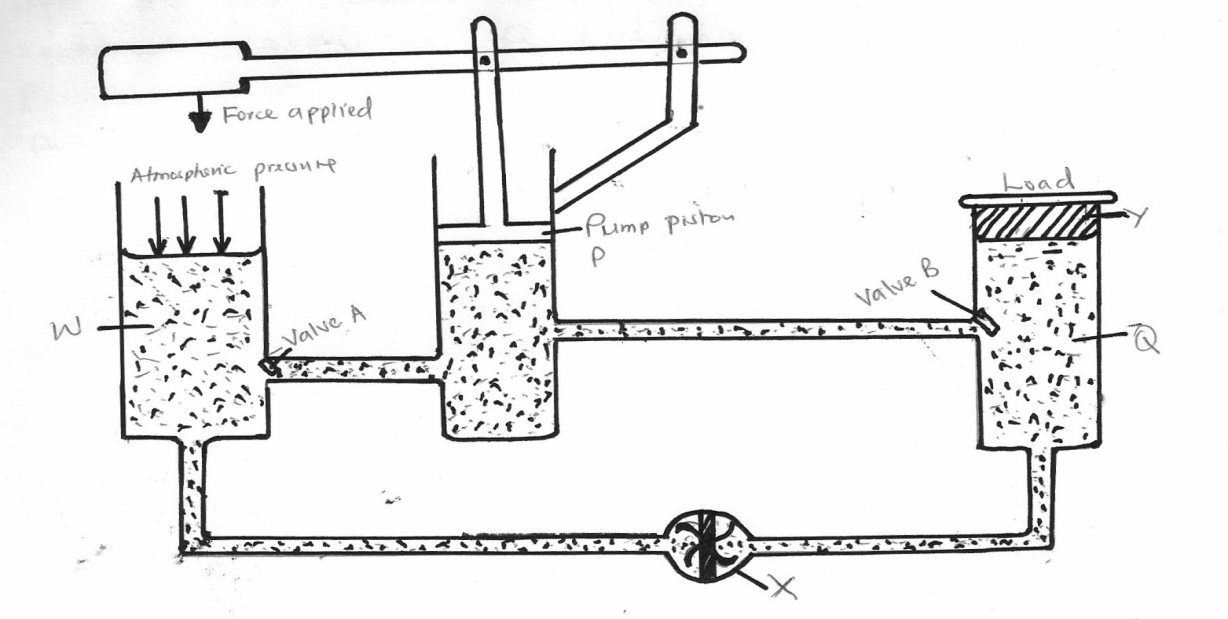 Force applied
Atmospheric pressure
Load
Y
Pump piston
P
Valve B
W
Valve A
Q
X